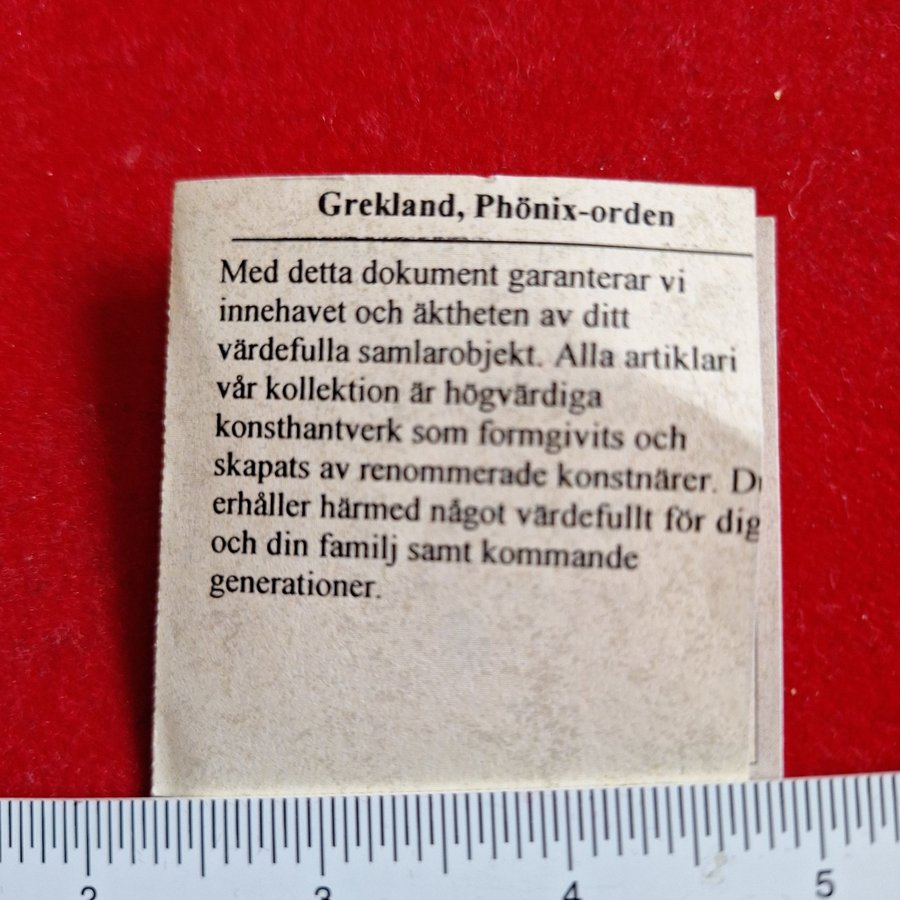 Grekland, Phönix-orden
Med detta dokument garanterar vi
innehavet och äktheten av ditt
värdefulla samlarobjekt. Alla artiklari
vår kollektion är högvärdiga
konsthantverk som formgivits och
skapats av renommerade konstnärer.
erhåller härmed något värdefullt för dig
och din familj samt kommande
generationer.
2 3 4 5